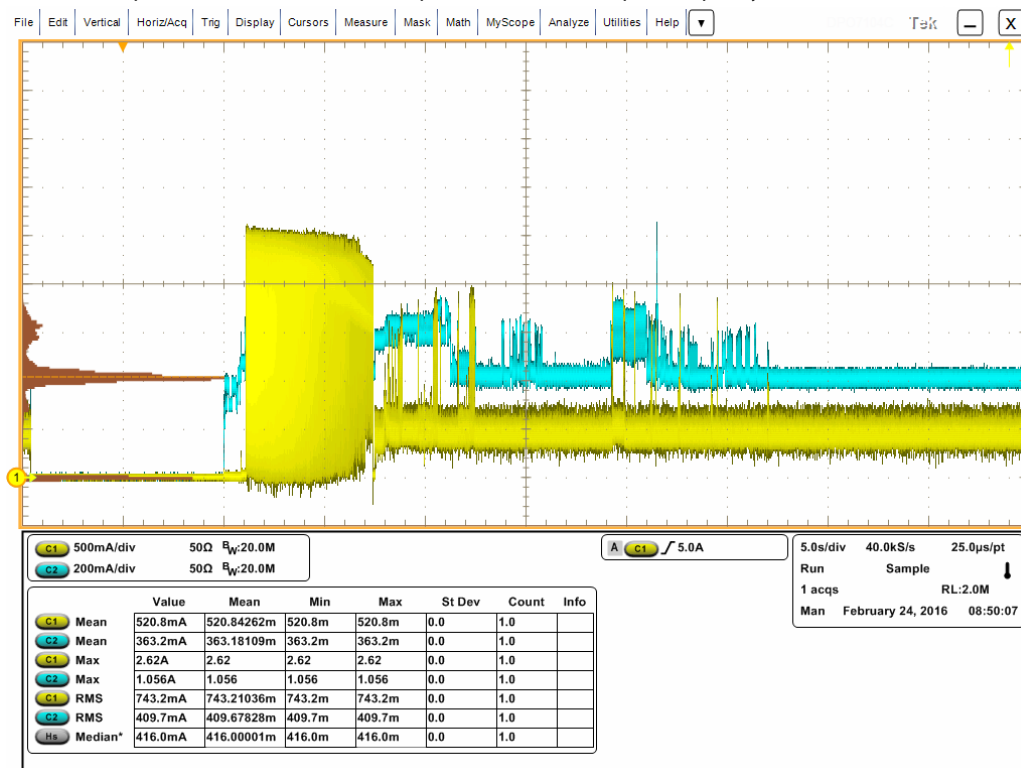 File Edit Vertical Horiz/Acq Trig Display Cursors Measure Mask Math MyScope Analyze Utilities Help ▼ Tek X
1
C1 500mA/div 50Ω BW:20.0M
C2 200mA/div 50Ω BW:20.0M
A C1 5.0A
5.0s/div 40.0kS/s 25.0µs/pt
Run Sample
1 acqs RL:2.0M
Man February 24, 2016 08:50:07
Value Mean Min Max St Dev Count Info
C1 Mean 520.8mA 520.84262m 520.8m 520.8m 0.0 1.0
C2 Mean 363.2mA 363.18109m 363.2m 363.2m 0.0 1.0
C1 Max 2.62A 2.62 2.62 2.62 0.0 1.0
C2 Max 1.056A 1.056 1.056 1.056 0.0 1.0
C1 RMS 743.2mA 743.21036m 743.2m 743.2m 0.0 1.0
C2 RMS 409.7mA 409.67828m 409.7m 409.7m 0.0 1.0
Hs Median* 416.0mA 416.00001m 416.0m 416.0m 0.0 1.0